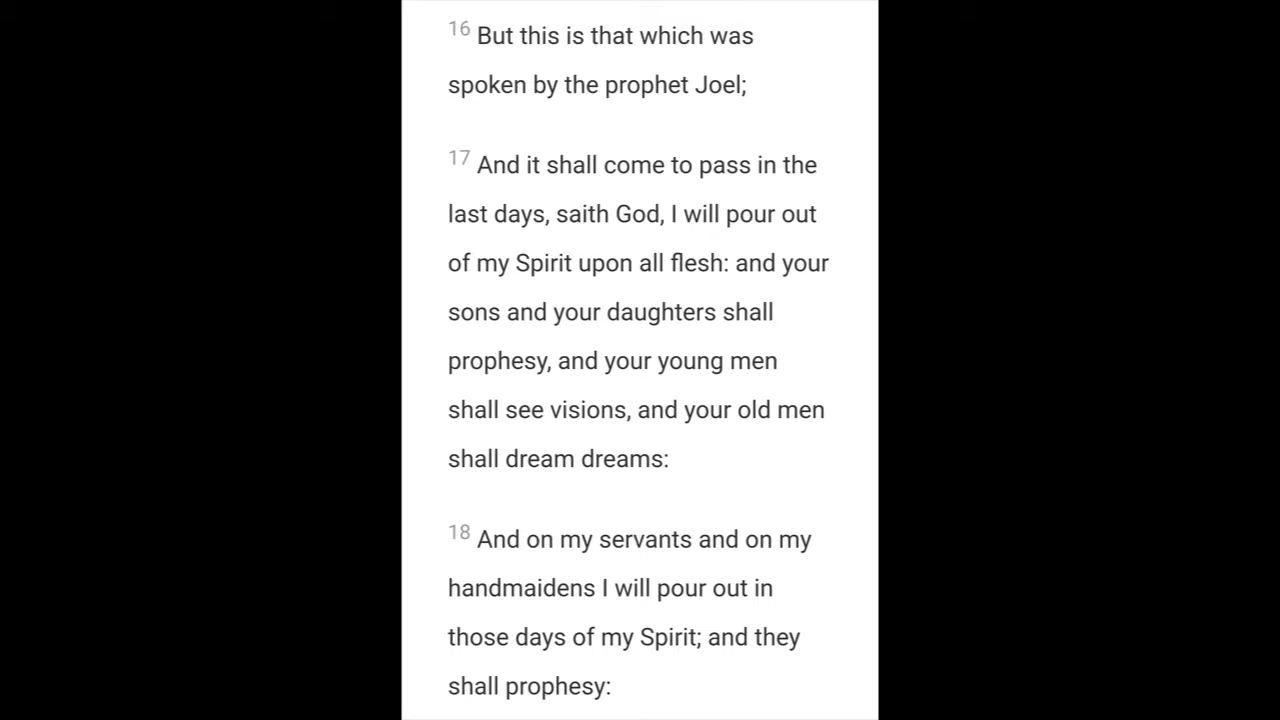 16 But this is that which was
spoken by the prophet Joel;
17 And it shall come to pass in the
last days, saith God, I will pour out
of my Spirit upon all flesh: and your
sons and your daughters shall
prophesy, and your young men
shall see visions, and your old men
shall dream dreams:
18 And on my servants and on my
handmaidens I will pour out in
those days of my Spirit; and they
shall prophesy: